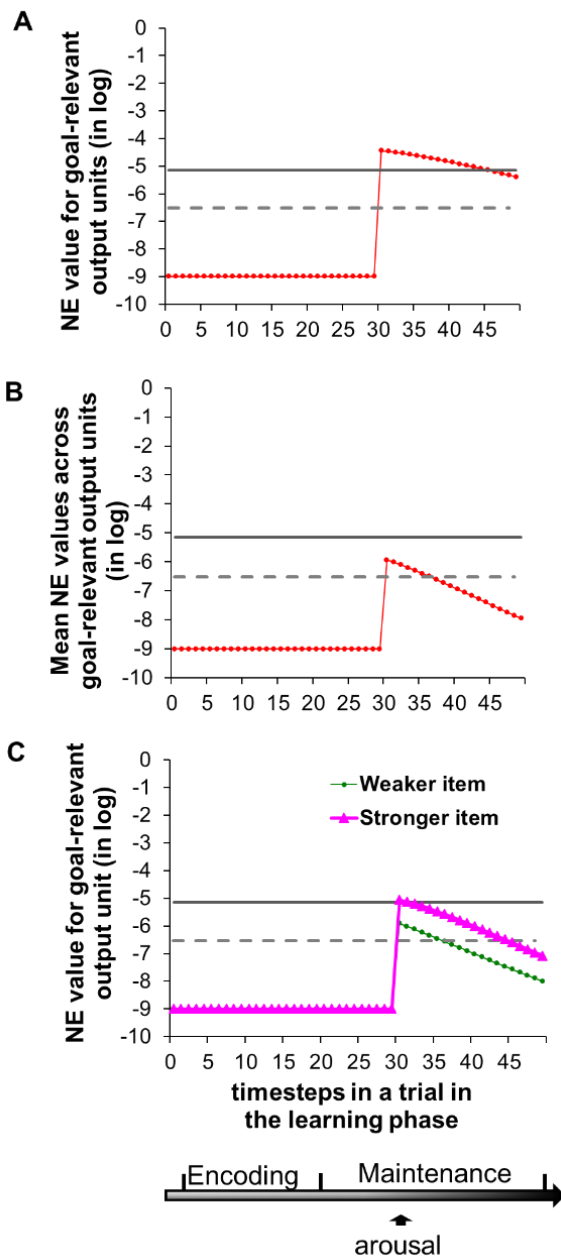 A
NE value for goal-relevant
output units (in log)
0
-1
-2
-3
-4
-5
-6
-7
-8
-9
-10
0 5 10 15 20 25 30 35 40 45
B
Mean NE values across
goal-relevant output units
(in log)
0
-1
-2
-3
-4
-5
-6
-7
-8
-9
-10
0 5 10 15 20 25 30 35 40 45
C
NE value for goal-relevant
output unit (in log)
0
-1
-2
-3
-4
-5
-6
-7
-8
-9
-10
Weaker item
Stronger item
0 5 10 15 20 25 30 35 40 45
timesteps in a trial in
the learning phase
Encoding Maintenance
arousal